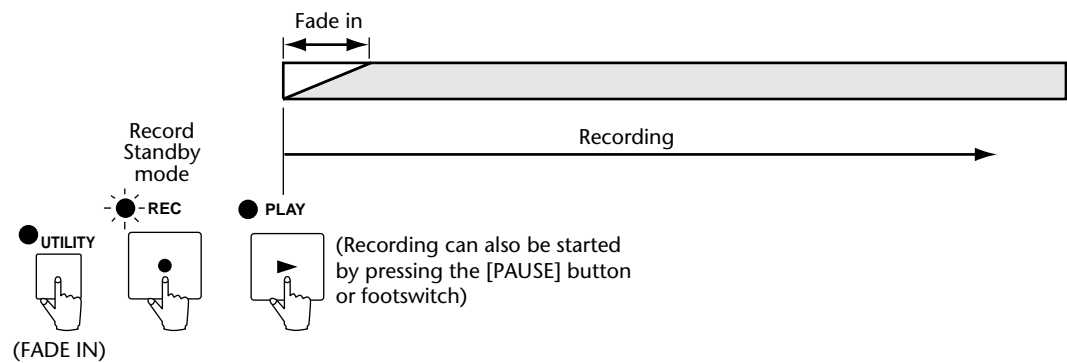 Fade in
Recording
Record
Standby
mode
REC
PLAY
UTILITY
(Recording can also be started
by pressing the [PAUSE] button
or footswitch)
(FADE IN)